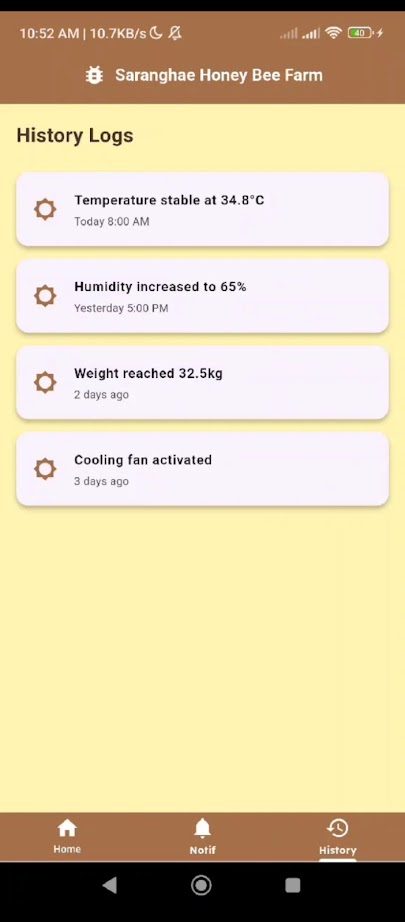 10:52 AM | 10.7KB/s
40
Saranghae Honey Bee Farm
History Logs
Temperature stable at 34.8°C
Today 8:00 AM
Humidity increased to 65%
Yesterday 5:00 PM
Weight reached 32.5kg
2 days ago
Cooling fan activated
3 days ago
Home
Notif
History